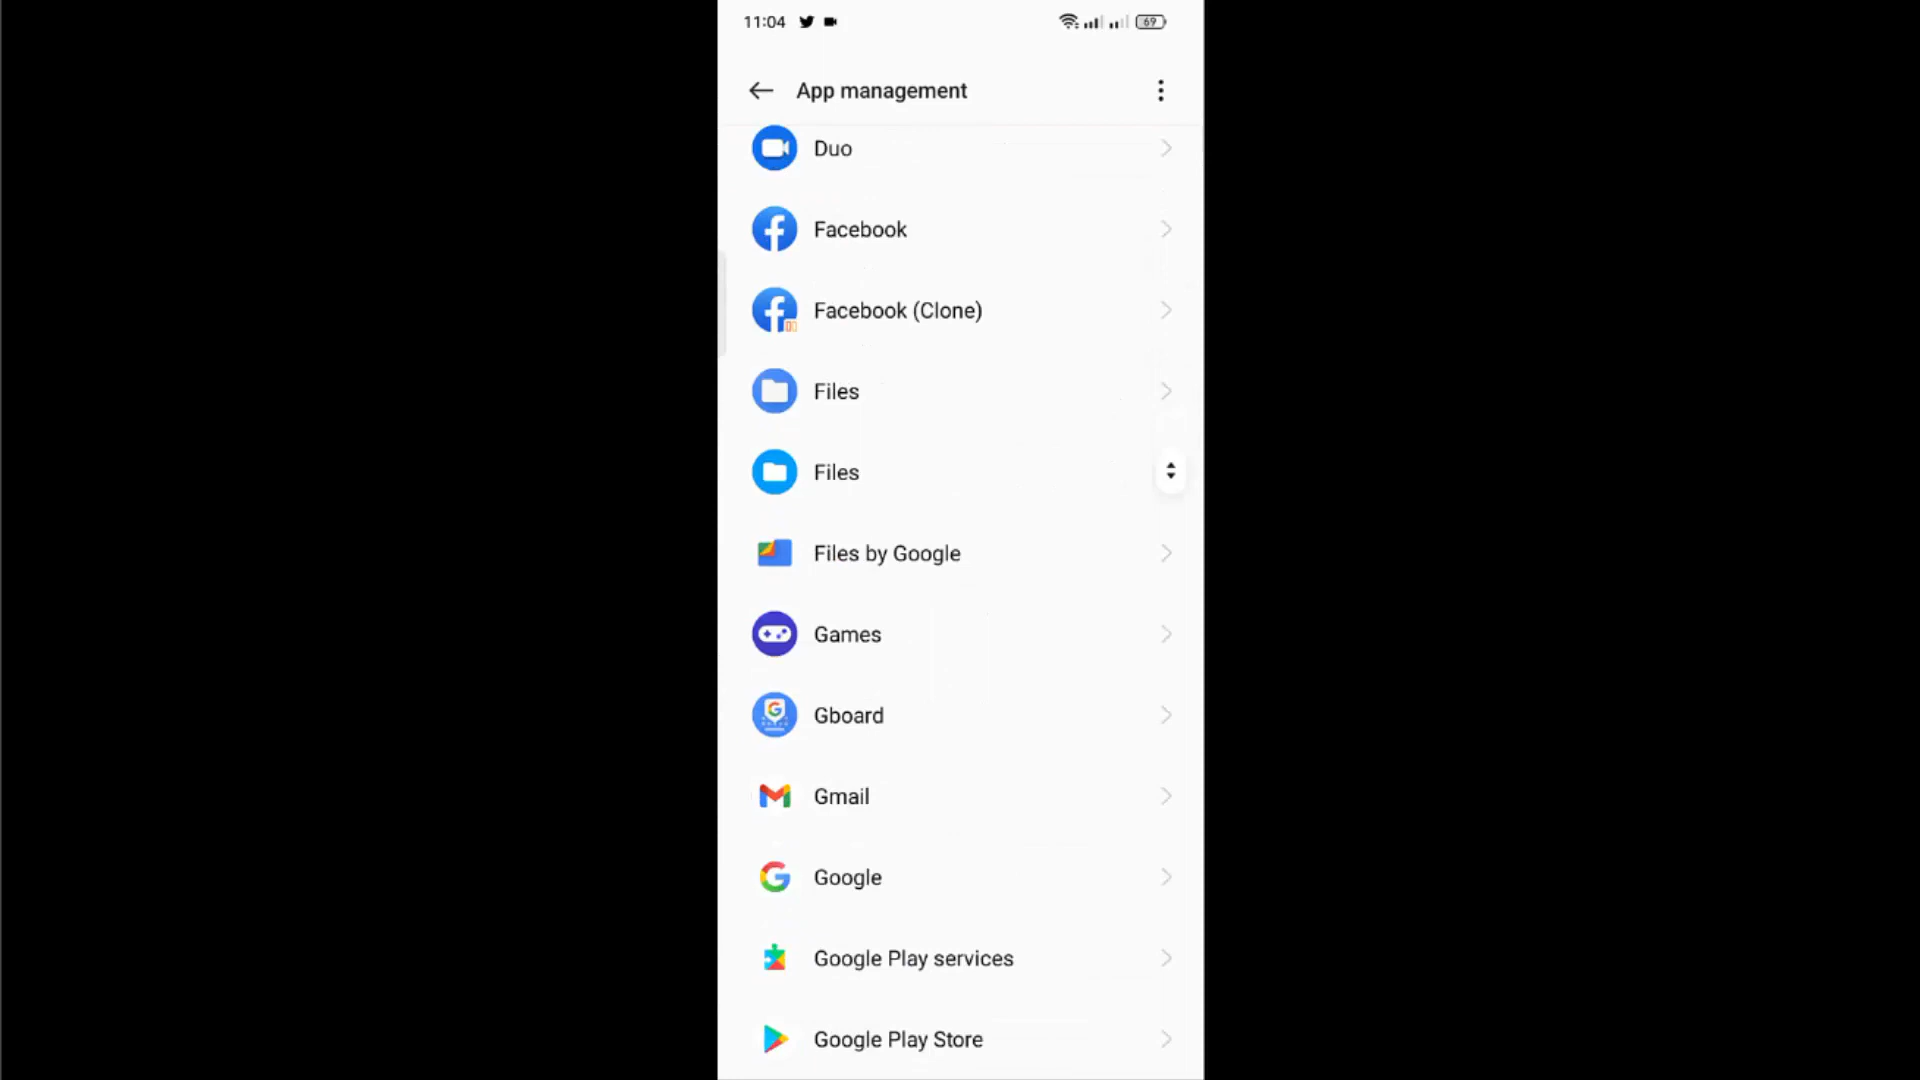 11:04
69
App management
Duo
Facebook
Facebook (Clone)
Files
Files
Files by Google
Games
Gboard
Gmail
Google
Google Play services
Google Play Store